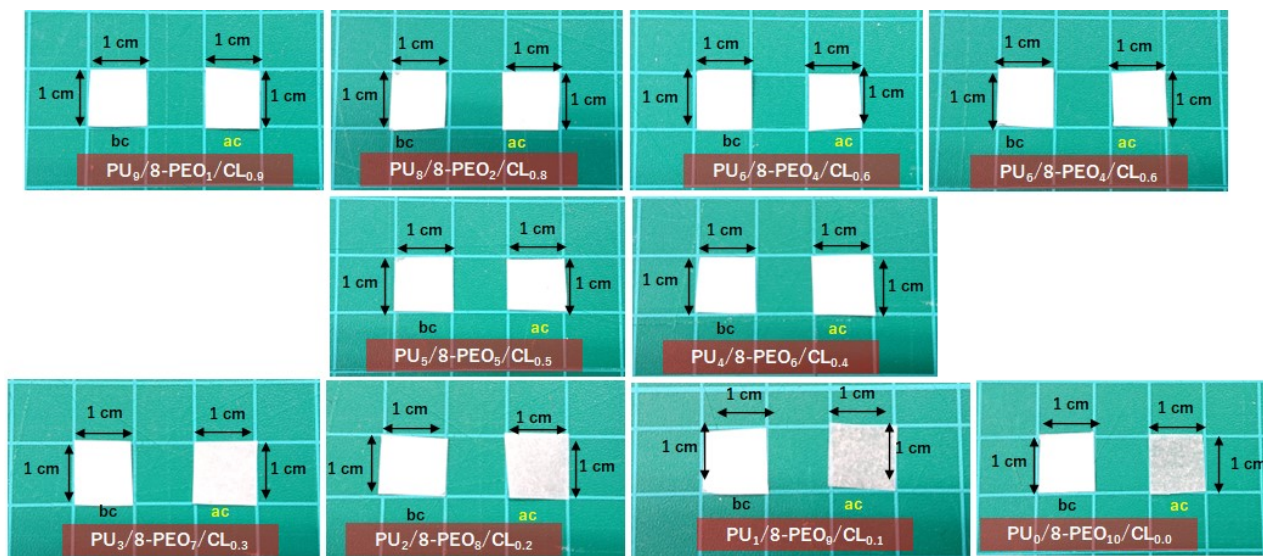 1 cm 1 cm
1 cm 1 cm
bc ac
PU₉/8-PEO₁/CL₀.₉
1 cm 1 cm
1 cm 1 cm
bc ac
PU₈/8-PEO₂/CL₀.₈
1 cm 1 cm
1 cm 1 cm
bc ac
PU₆/8-PEO₄/CL₀.₆
1 cm 1 cm
1 cm 1 cm
bc ac
PU₆/8-PEO₄/CL₀.₆
1 cm 1 cm
1 cm 1 cm
bc ac
PU₅/8-PEO₅/CL₀.₅
1 cm 1 cm
1 cm 1 cm
bc ac
PU₄/8-PEO₆/CL₀.₄
1 cm 1 cm
1 cm 1 cm
bc ac
PU₃/8-PEO₇/CL₀.₃
1 cm 1 cm
1 cm 1 cm
bc ac
PU₂/8-PEO₈/CL₀.₂
1 cm 1 cm
1 cm 1 cm
bc ac
PU₁/8-PEO₉/CL₀.₁
1 cm 1 cm
1 cm 1 cm
bc ac
PU₀/8-PEO₁₀/CL₀.₀